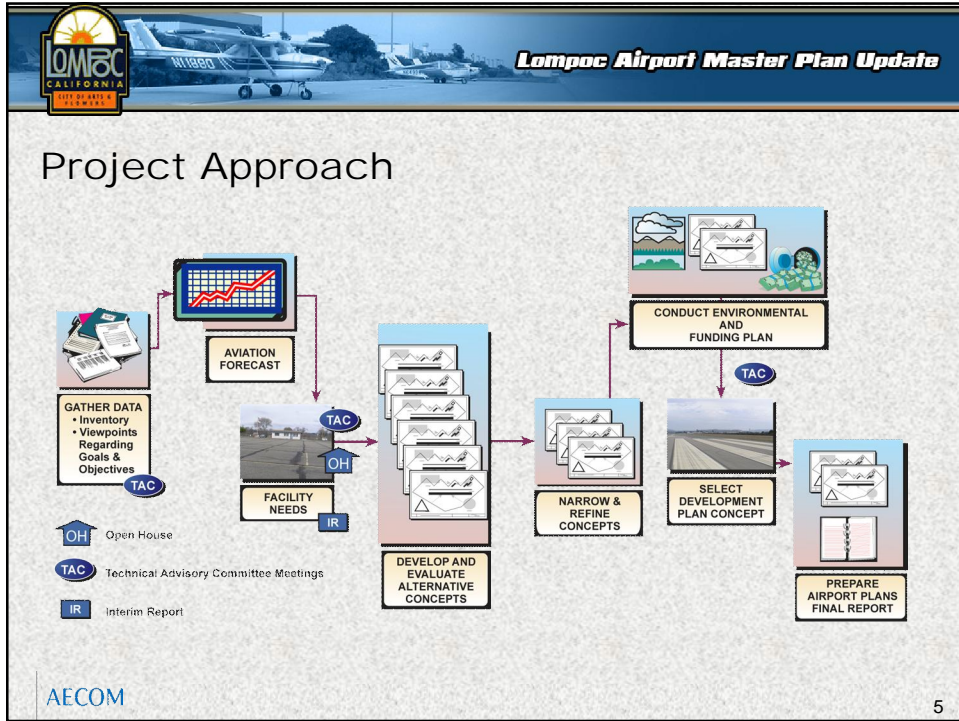 LOMPOC
CALIFORNIA
CITY OF ARTS &
FLOWERS
N11890
Lompoc Airport Master Plan Update
Project Approach
GATHER DATA
• Inventory
• Viewpoints
Regarding
Goals &
Objectives
TAC
AVIATION
FORECAST
TAC
OH
FACILITY
NEEDS
IR
DEVELOP AND
EVALUATE
ALTERNATIVE
CONCEPTS
NARROW &
REFINE
CONCEPTS
CONDUCT ENVIRONMENTAL
AND
FUNDING PLAN
TAC
SELECT
DEVELOPMENT
PLAN CONCEPT
PREPARE
AIRPORT PLANS
FINAL REPORT
OH Open House
TAC Technical Advisory Committee Meetings
IR Interim Report
AECOM
5